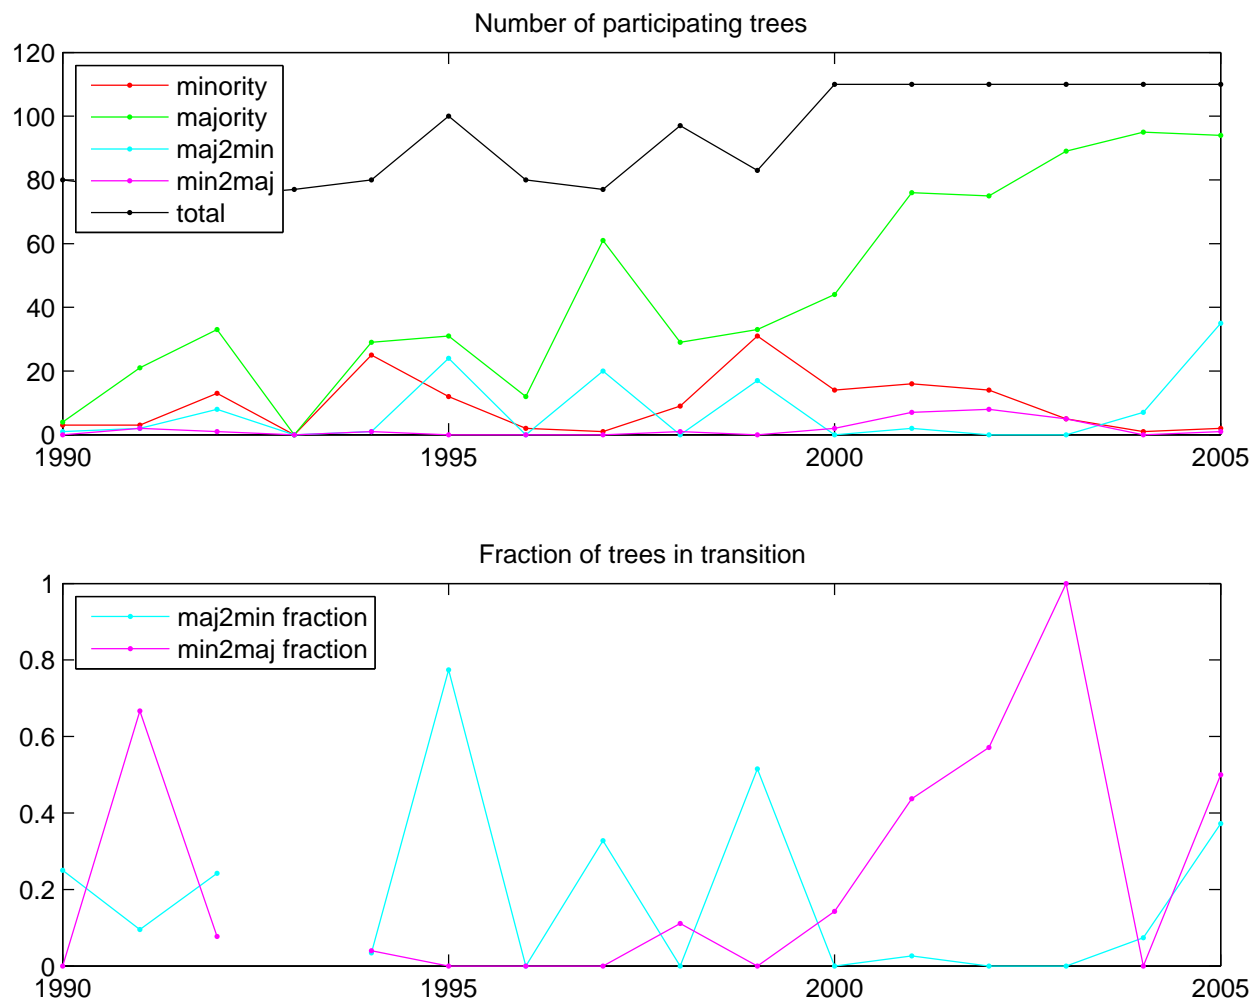 Number of participating trees
120
100
80
60
40
20
0
minority
majority
maj2min
min2maj
total
1990 1995 2000 2005
Fraction of trees in transition
1
0.8
0.6
0.4
0.2
0
maj2min fraction
min2maj fraction
1990 1995 2000 2005